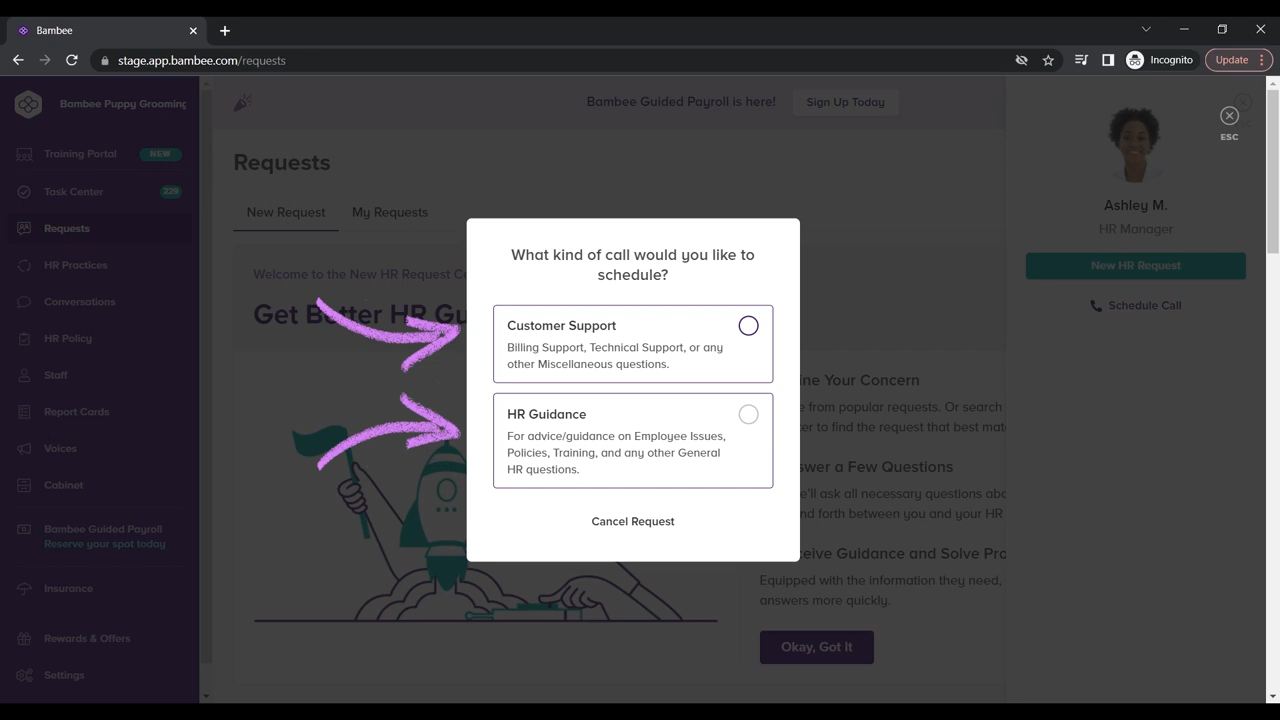 Bambee
stage.app.bambee.com/requests
Incognito
Update
Bambee Puppy Grooming
Training Portal NEW
Task Center 229
Requests
HR Practices
Conversations
HR Policy
Staff
Report Cards
Voices
Cabinet
Bambee Guided Payroll
Reserve your spot today
Insurance
Rewards & Offers
Settings
Bambee Guided Payroll is here! Sign Up Today
Requests
New Request My Requests
Welcome to the New HR Request Ce
Get Better HR Gu
What kind of call would you like to
schedule?
Customer Support
Billing Support, Technical Support, or any
other Miscellaneous questions.
HR Guidance
For advice/guidance on Employee Issues,
Policies, Training, and any other General
HR questions.
Cancel Request
ine Your Concern
e from popular requests. Or search
ter to find the request that best mat
swer a Few Questions
e'll ask all necessary questions abo
nd forth between you and your HR
ceive Guidance and Solve Pro
Equipped with the information they need,
answers more quickly.
Okay, Got It
ESC
Ashley M.
HR Manager
New HR Request
Schedule Call